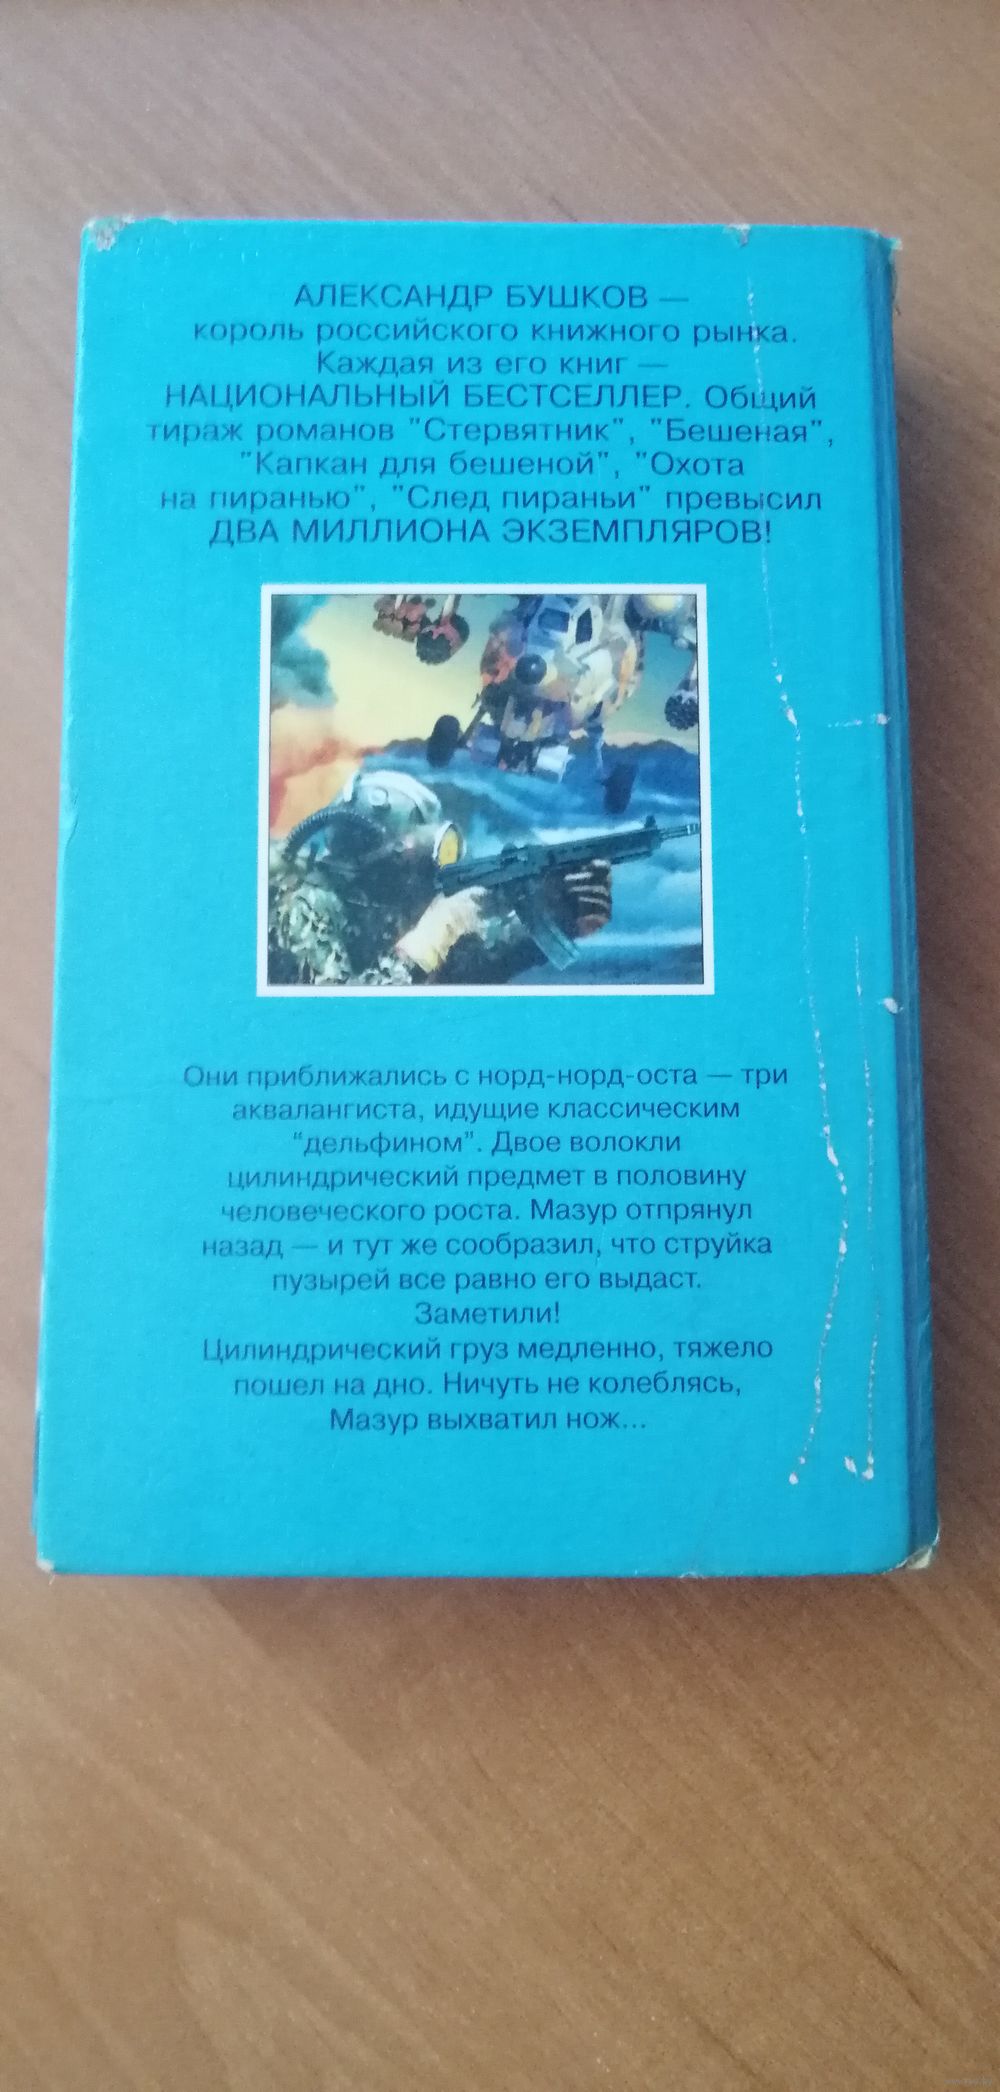 АЛЕКСАНДР БУШКОВ —
король российского книжного рынка.
Каждая из его книг —
НАЦИОНАЛЬНЫЙ БЕСТСЕЛЛЕР. Общий
тираж романов "Стервятник", "Бешеная",
"Капкан для бешеной", "Охота
на пиранью", "След пираньи" превысил
ДВА МИЛЛИОНА ЭКЗЕМПЛЯРОВ!
Они приближались с норд-норд-оста — три
аквалангиста, идущие классическим
"дельфином". Двое волокли
цилиндрический предмет в половину
человеческого роста. Мазур отпрянул
назад — и тут же сообразил, что струйка
пузырей все равно его выдаст.
Заметили!
Цилиндрический груз медленно, тяжело
пошел на дно. Ничуть не колеблясь,
Мазур выхватил нож...